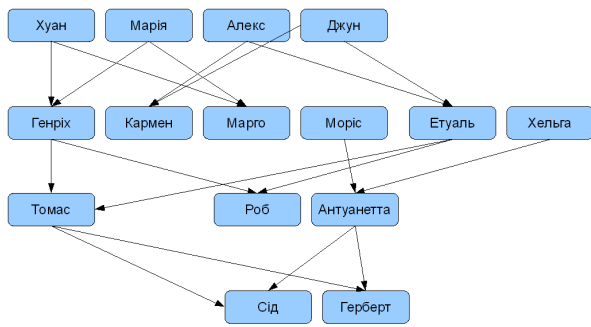 Хуан
Марія
Алекс
Джун
Генріх
Кармен
Марго
Моріс
Етуаль
Хельга
Томас
Роб
Антуанетта
Сід
Герберт